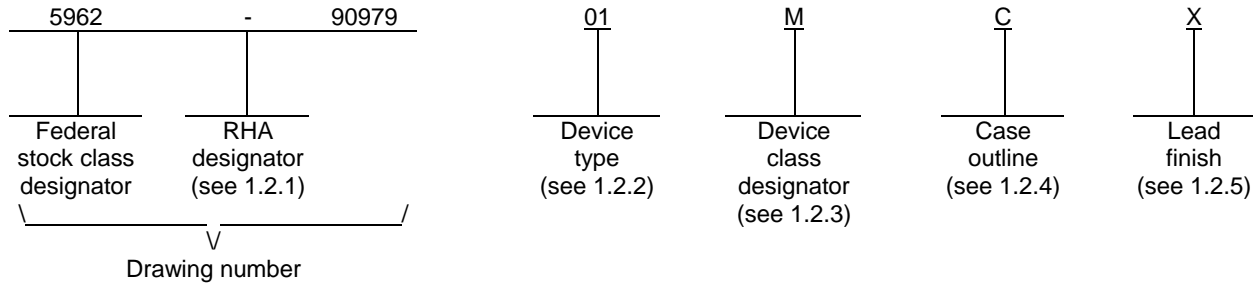 5962 - 90979 01 M C X
Federal stock class designator
RHA designator (see 1.2.1)
Device type (see 1.2.2)
Device class designator (see 1.2.3)
Case outline (see 1.2.4)
Lead finish (see 1.2.5)
Drawing number